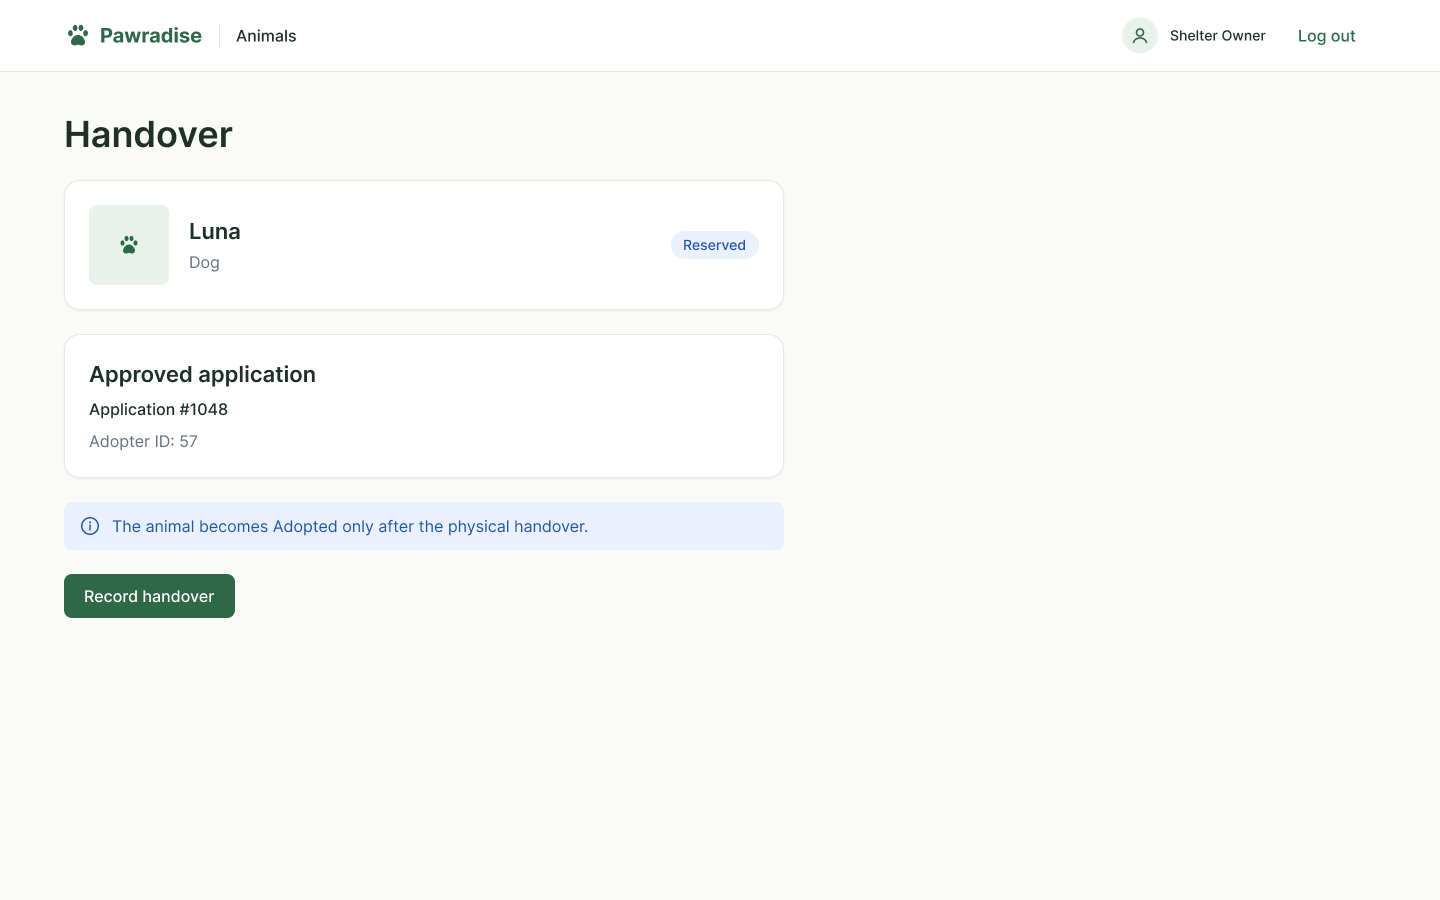 Pawradise
Animals
Shelter Owner
Log out
Handover
Luna
Dog
Reserved
Approved application
Application #1048
Adopter ID: 57
The animal becomes Adopted only after the physical handover.
Record handover